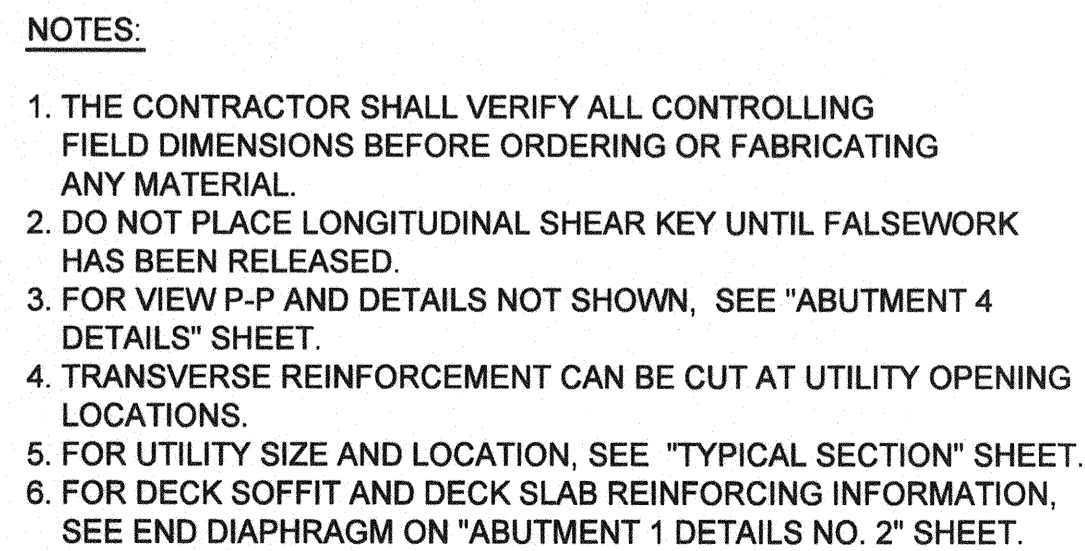 NOTES:
1. THE CONTRACTOR SHALL VERIFY ALL CONTROLLING
FIELD DIMENSIONS BEFORE ORDERING OR FABRICATING
ANY MATERIAL.
2. DO NOT PLACE LONGITUDINAL SHEAR KEY UNTIL FALSEWORK
HAS BEEN RELEASED.
3. FOR VIEW P-P AND DETAILS NOT SHOWN, SEE "ABUTMENT 4
DETAILS" SHEET.
4. TRANSVERSE REINFORCEMENT CAN BE CUT AT UTILITY OPENING
LOCATIONS.
5. FOR UTILITY SIZE AND LOCATION, SEE "TYPICAL SECTION" SHEET.
6. FOR DECK SOFFIT AND DECK SLAB REINFORCING INFORMATION,
SEE END DIAPHRAGM ON "ABUTMENT 1 DETAILS NO. 2" SHEET.